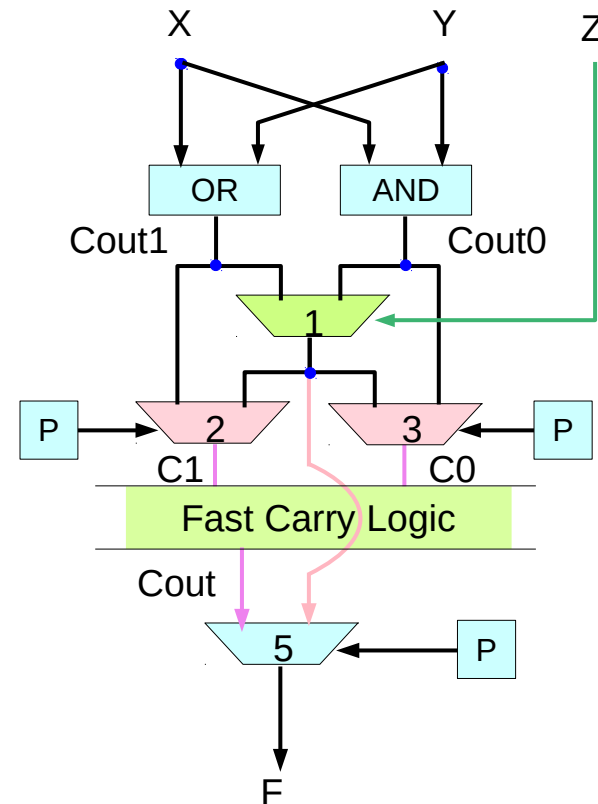 X Y Z
OR AND
Cout1 Cout0
1
P 2 3 P
C1 C0
Fast Carry Logic
Cout
5 P
F